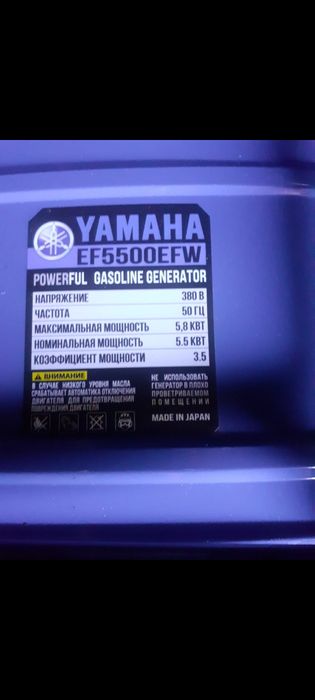 YAMAHA
EF5500EFW
POWERFUL GASOLINE GENERATOR
НАПРЯЖЕНИЕ 380 В
ЧАСТОТА 50 ГЦ
МАКСИМАЛЬНАЯ МОЩНОСТЬ 5,8 КВТ
НОМИНАЛЬНАЯ МОЩНОСТЬ 5.5 КВТ
КОЭФФИЦИЕНТ МОЩНОСТИ 3.5
ВНИМАНИЕ
В СЛУЧАЕ НИЗКОГО УРОВНЯ МАСЛА
СРАБАТЫВАЕТ АВТОМАТИКА ОТКЛЮЧЕНИЯ
ДВИГАТЕЛЯ ДЛЯ ПРЕДОТВРАЩЕНИЯ
ПОВРЕЖДЕНИЯ ДВИГАТЕЛЯ
НЕ ИСПОЛЬЗОВАТЬ
ГЕНЕРАТОР В ПЛОХО
ПРОВЕТРИВАЕМОМ
ПОМЕЩЕНИИ
MADE IN JAPAN